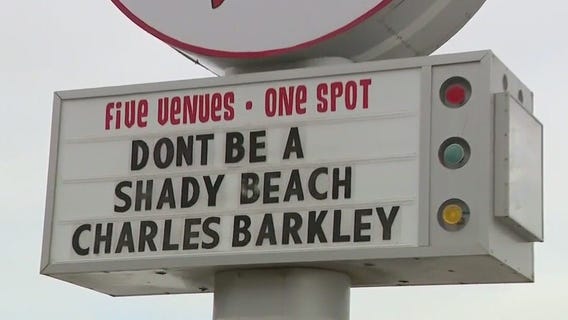 FIVE VENUES • ONE SPOT
DONT BE A
SHADY BEACH
CHARLES BARKLEY